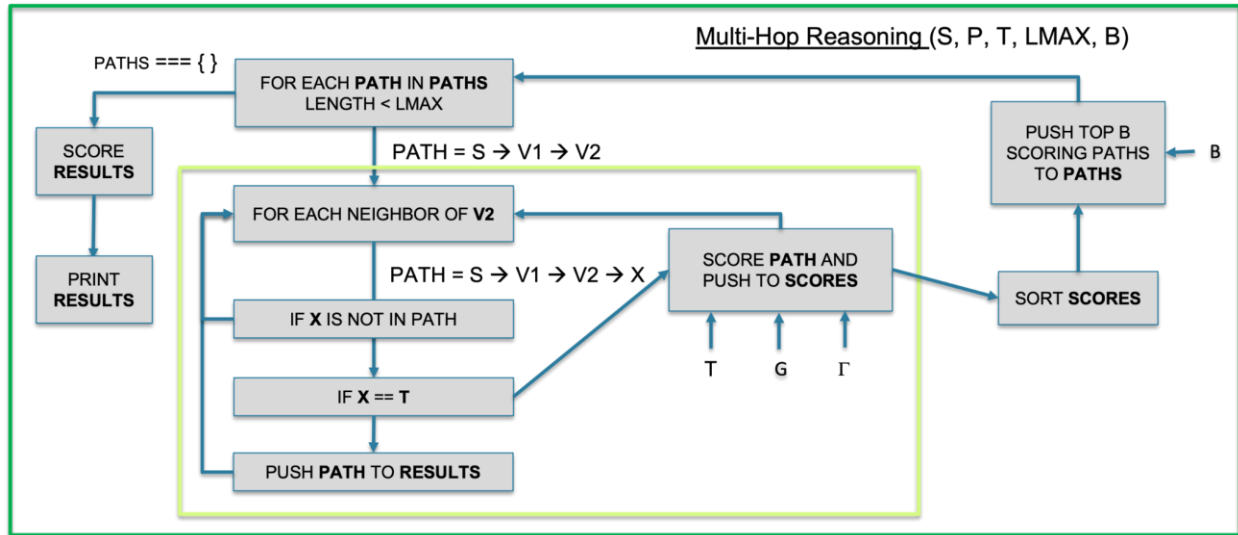 Multi-Hop Reasoning (S, P, T, LMAX, B)
PATHS === { }
FOR EACH PATH IN PATHS
LENGTH < LMAX
SCORE
RESULTS
PRINT
RESULTS
PATH = S → V1 → V2
FOR EACH NEIGHBOR OF V2
PATH = S → V1 → V2 → X
IF X IS NOT IN PATH
IF X == T
PUSH PATH TO RESULTS
SCORE PATH AND
PUSH TO SCORES
T
G
Γ
SORT SCORES
PUSH TOP B
SCORING PATHS
TO PATHS
B